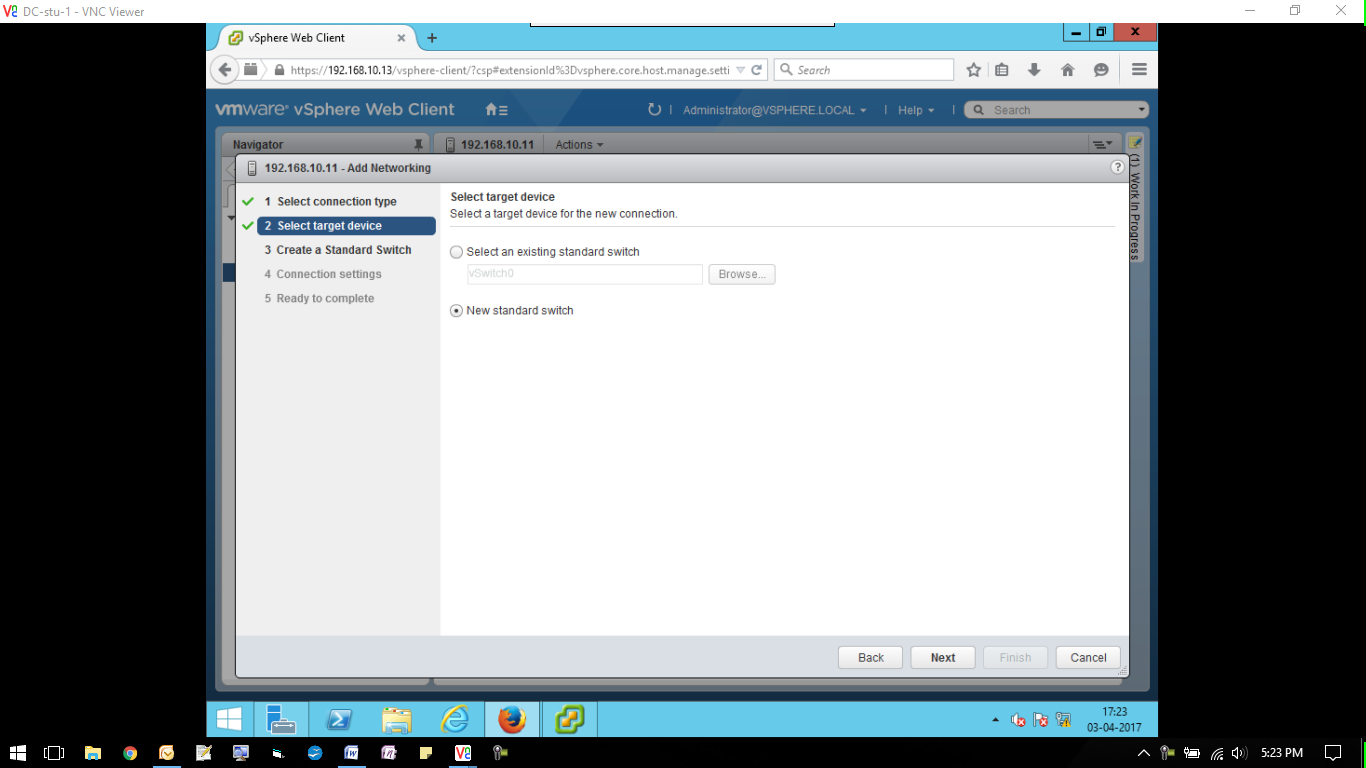 DC-stu-1 - VNC Viewer
vSphere Web Client
https://192.168.10.13/vsphere-client/?csp#extensionId%3Dvsphere.core.host.manage.setti
Search
vmware® vSphere Web Client
Administrator@VSPHERE.LOCAL
Help
Search
Navigator
192.168.10.11
Actions
(1) Work In Progress
192.168.10.11 - Add Networking
?
1 Select connection type
2 Select target device
3 Create a Standard Switch
4 Connection settings
5 Ready to complete
Select target device
Select a target device for the new connection.
Select an existing standard switch
vSwitch0
Browse...
New standard switch
Back
Next
Finish
Cancel
17:23
03-04-2017
5:23 PM